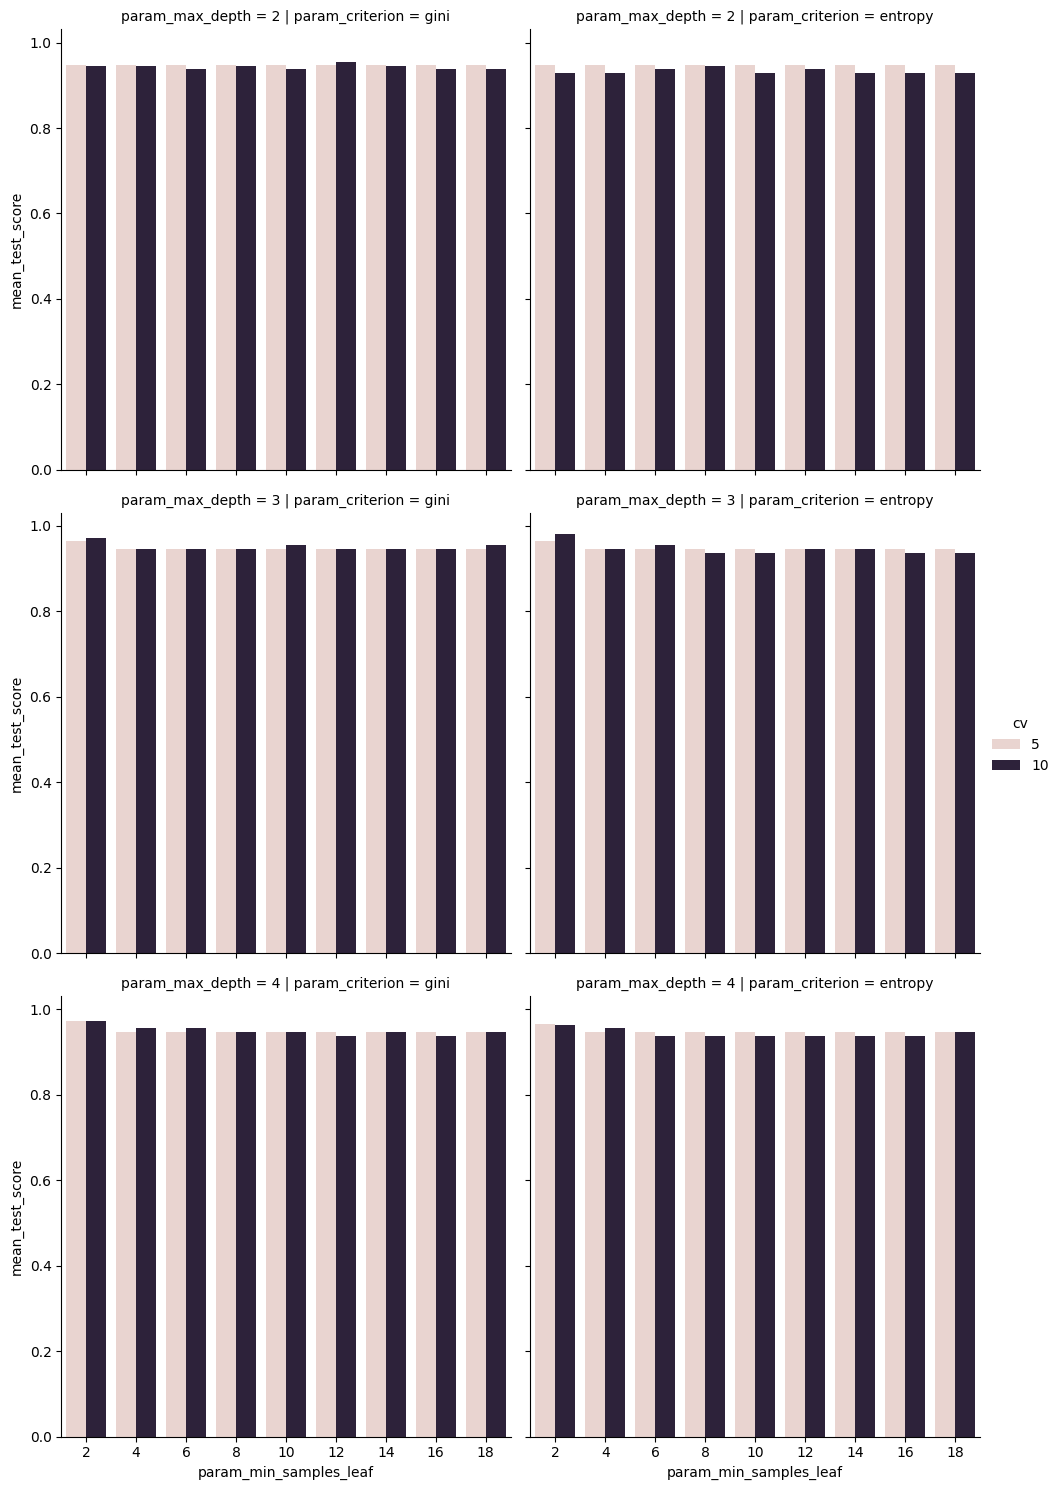 param_max_depth = 2 | param_criterion = gini
param_max_depth = 2 | param_criterion = entropy
1.0
0.8
0.6
0.4
0.2
0.0
mean_test_score
param_max_depth = 3 | param_criterion = gini
param_max_depth = 3 | param_criterion = entropy
1.0
0.8
0.6
0.4
0.2
0.0
mean_test_score
cv
5
10
param_max_depth = 4 | param_criterion = gini
param_max_depth = 4 | param_criterion = entropy
1.0
0.8
0.6
0.4
0.2
0.0
mean_test_score
2 4 6 8 10 12 14 16 18
param_min_samples_leaf
2 4 6 8 10 12 14 16 18
param_min_samples_leaf